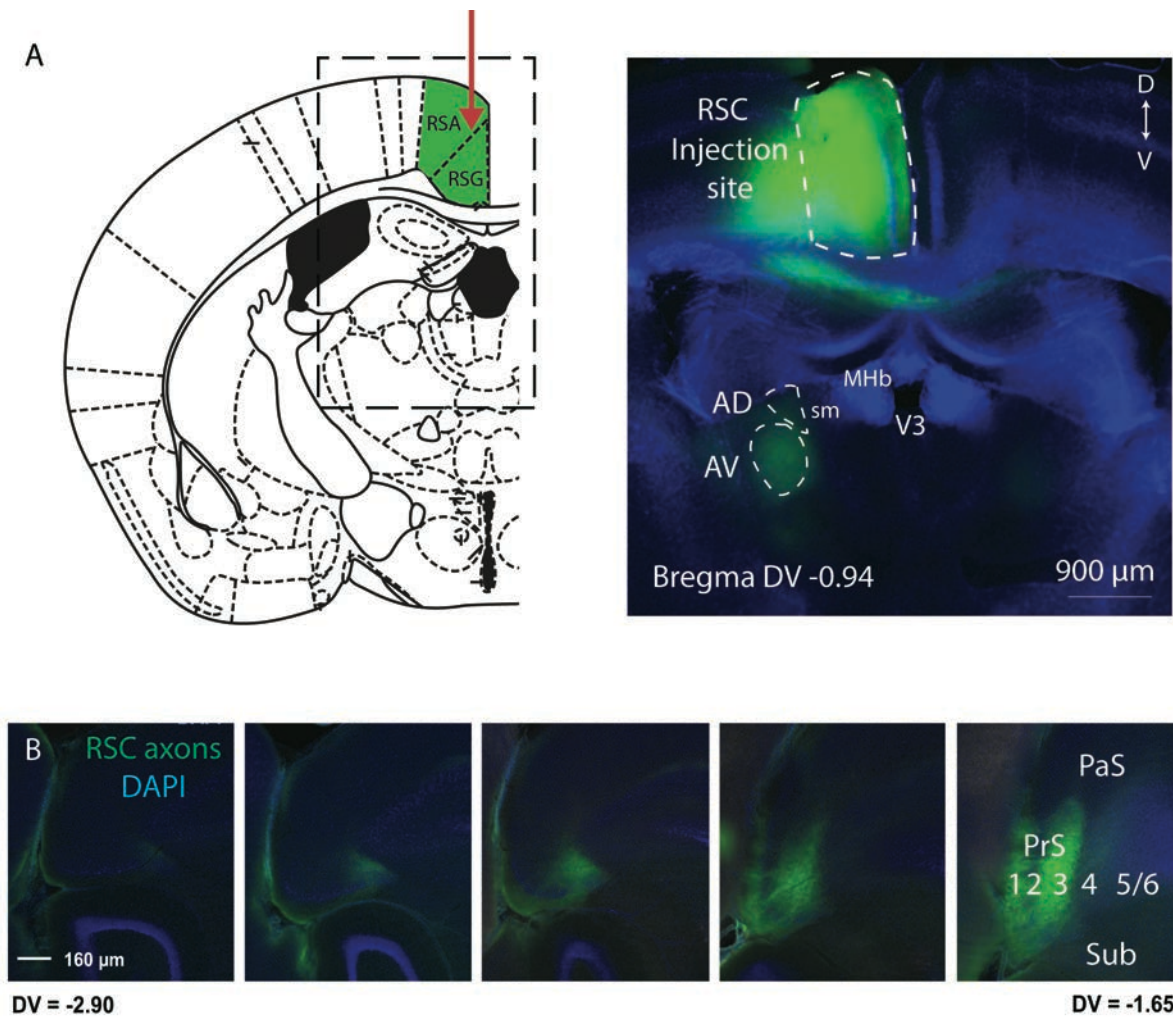 A
RSA
RSG
RSC
Injection
site
D
V
MHb
AD
sm
V3
AV
Bregma DV -0.94
900 µm
B
RSC axons
DAPI
160 µm
PaS
PrS
1 2 3 4 5/6
Sub
DV = -2.90
DV = -1.65